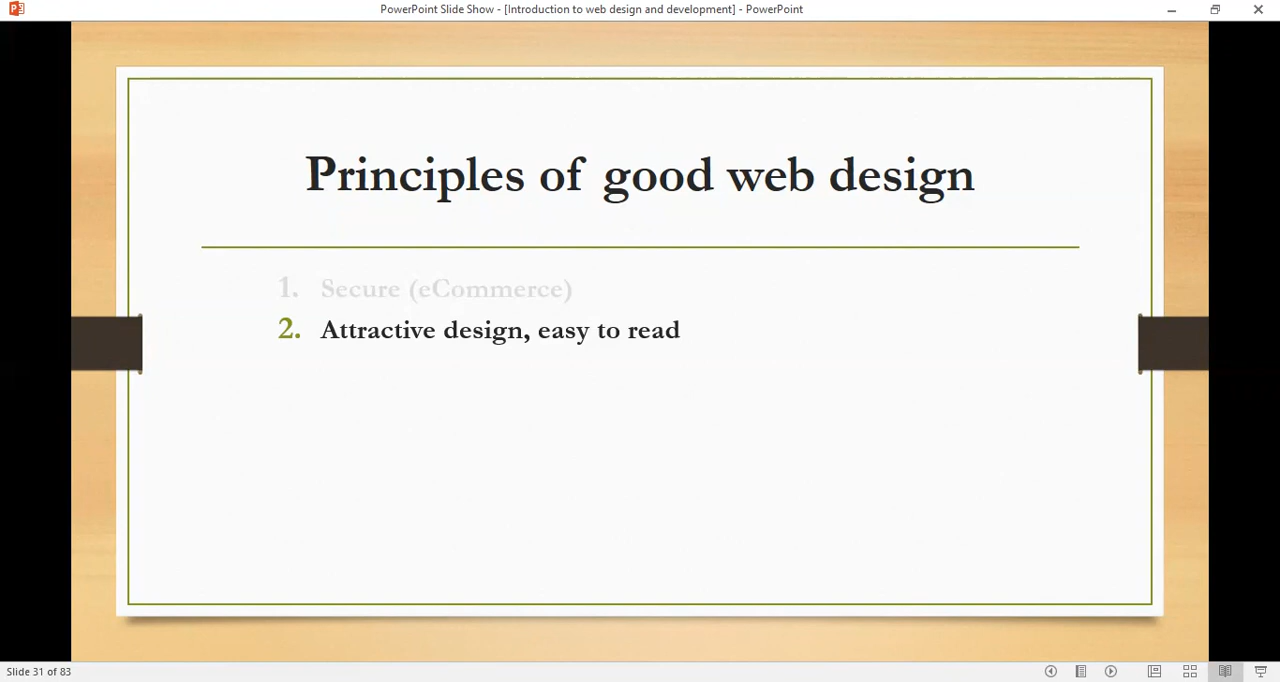 PowerPoint Slide Show - [Introduction to web design and development] - PowerPoint
Principles of good web design
1. Secure (eCommerce)
2. Attractive design, easy to read
Slide 31 of 83